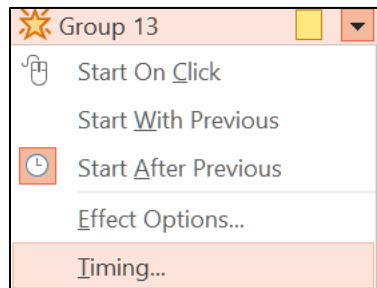 Group 13
Start On Click
Start With Previous
Start After Previous
Effect Options...
Timing...